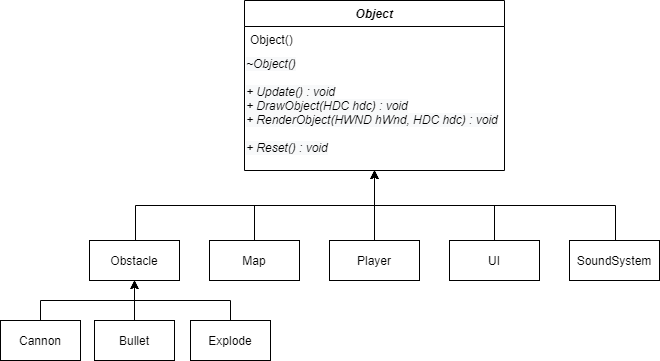 Object
Object()
~Object()
+ Update() : void
+ DrawObject(HDC hdc) : void
+ RenderObject(HWND hWnd, HDC hdc) : void
+ Reset() : void
Obstacle
Map
Player
UI
SoundSystem
Cannon
Bullet
Explode